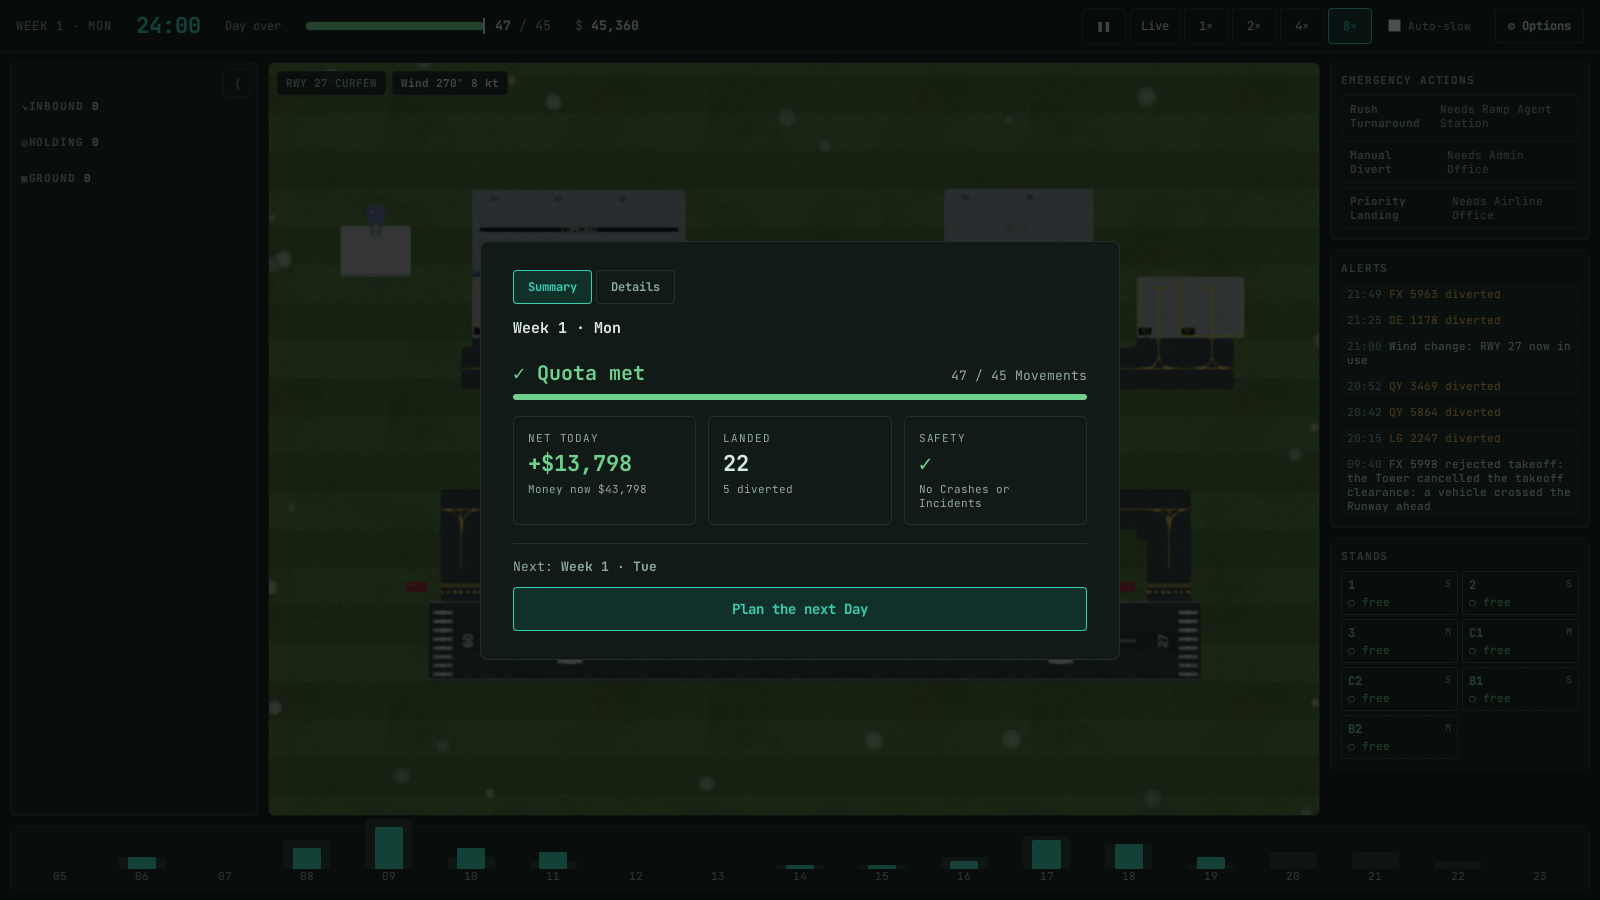 WEEK 1 · MON
24:00
Day over
47 / 45
$ 45,360
Live
1×
2×
4×
8×
Auto-slow
⚙ Options
RWY 27 CURFEW
Wind 270° 8 kt
INBOUND 0
HOLDING 0
GROUND 0
Summary
Details
Week 1 · Mon
✓ Quota met
47 / 45 Movements
NET TODAY
+$13,798
Money now $43,798
LANDED
22
5 diverted
SAFETY
✓
No Crashes or
Incidents
Next: Week 1 · Tue
Plan the next Day
27
EMERGENCY ACTIONS
Rush Turnaround
Needs Ramp Agent Station
Manual Divert
Needs Admin Office
Priority Landing
Needs Airline Office
ALERTS
21:49 FX 5963 diverted
21:25 DE 1178 diverted
21:00 Wind change: RWY 27 now in
use
20:52 QY 3469 diverted
20:42 QY 5864 diverted
20:15 LG 2247 diverted
09:40 FX 5998 rejected takeoff:
the Tower cancelled the takeoff
clearance: a vehicle crossed the
Runway ahead
STANDS
1 S
○ free
2 S
○ free
3 M
○ free
C1 M
○ free
C2 S
○ free
B1 S
○ free
B2 M
○ free
05 06 07 08 09 10 11 12 13 14 15 16 17 18 19 20 21 22 23